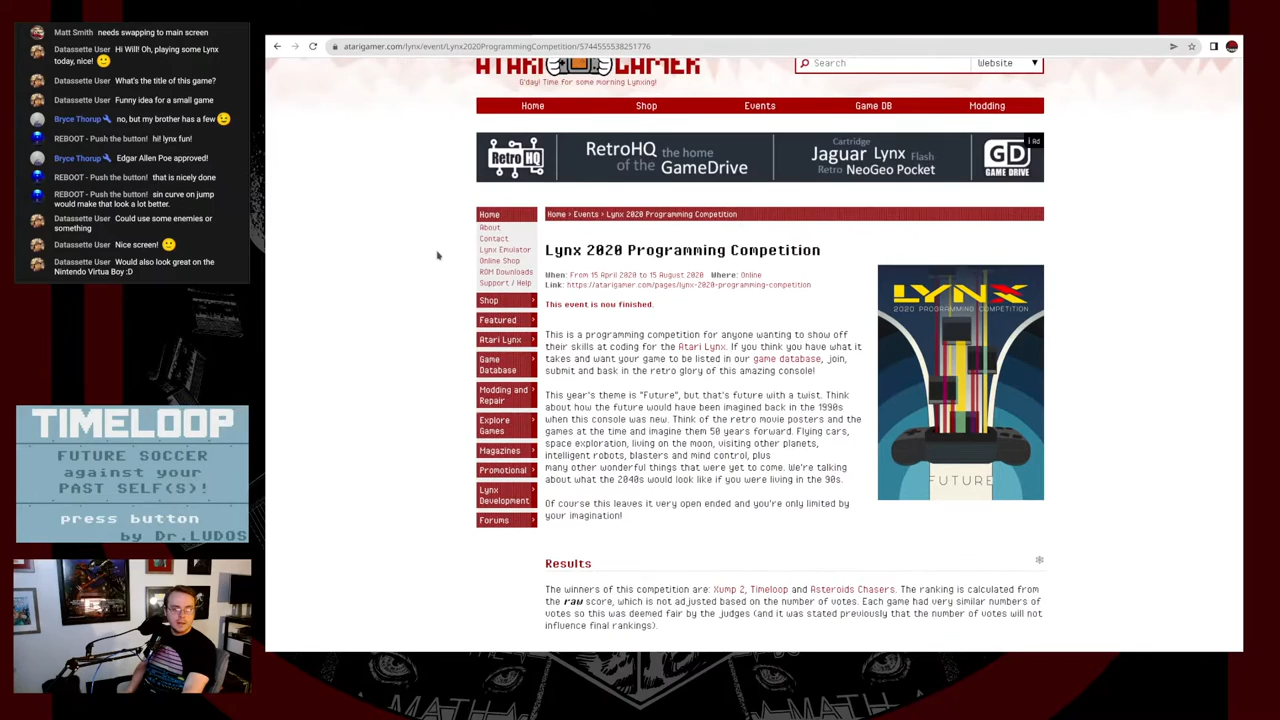 Matt Smith needs swapping to main screen
Datassette User Hi Will! Oh, playing some Lynx
today, nice! 🙂
Datassette User What's the title of this game?
Datassette User Funny idea for a small game
Bryce Thorup no, but my brother has a few 😉
REBOOT - Push the button! hi! lynx fun!
Bryce Thorup Edgar Allen Poe approved!
REBOOT - Push the button! that is nicely done
REBOOT - Push the button! sin curve on jump
would make that look a lot better.
Datassette User Could use some enemies or
something
Datassette User Nice screen! 🙂
Datassette User Would also look great on the
Nintendo Virtua Boy :D
TIMELOOP
FUTURE SOCCER
against your
PAST SELF(S)!
press button
by Dr.LUDOS
atarigamer.com/lynx/event/Lynx2020ProgrammingCompetition/5744555538251776
ATARI GAMER
G'day! Time for some morning Lynxing!
Search
Website
Home Shop Events Game DB Modding
RetroHQ
RetroHQ the home
of the GameDrive
Cartridge
Jaguar Lynx Flash
Retro NeoGeo Pocket
GD
GAME DRIVE
Ad
Home
About
Contact
Lynx Emulator
Online Shop
ROM Downloads
Support / Help
Shop
Featured
Atari Lynx
Game
Database
Modding and
Repair
Explore
Games
Magazines
Promotional
Lynx
Development
Forums
Home › Events › Lynx 2020 Programming Competition
Lynx 2020 Programming Competition
When: From 15 April 2020 to 15 August 2020 Where: Online
Link: https://atarigamer.com/pages/lynx-2020-programming-competition
This event is now finished.
This is a programming competition for anyone wanting to show off
their skills at coding for the Atari Lynx. If you think you have what it
takes and want your game to be listed in our game database, join,
submit and bask in the retro glory of this amazing console!
This year's theme is "Future", but that's future with a twist. Think
about how the future would have been imagined back in the 1990s
when this console was new. Think of the retro movie posters and the
games at the time and imagine them 50 years forward. Flying cars,
space exploration, living on the moon, visiting other planets,
intelligent robots, blasters and mind control, plus
many other wonderful things that were yet to come. We're talking
about what the 2040s would look like if you were living in the 90s.
Of course this leaves it very open ended and you're only limited by
your imagination!
LYNX
2020 PROGRAMMING COMPETITION
FUTURE
Results
The winners of this competition are: Xump 2, Timeloop and Asteroids Chasers. The ranking is calculated from
the raw score, which is not adjusted based on the number of votes. Each game had very similar numbers of
votes so this was deemed fair by the judges (and it was stated previously that the number of votes will not
influence final rankings).